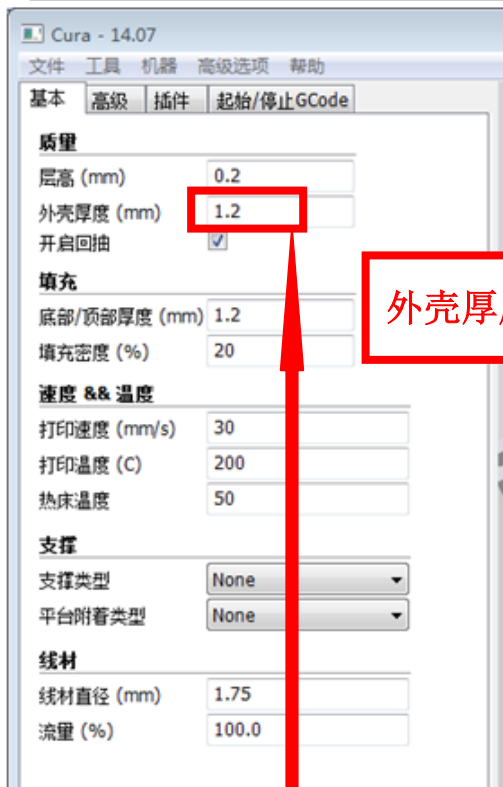 Cura - 14.07
文件 工具 机器 高级选项 帮助
基本 高级 插件 起始/停止GCode
质量
层高 (mm) 0.2
外壳厚度 (mm) 1.2
开启回抽
填充
外壳厚
底部/顶部厚度 (mm) 1.2
填充密度 (%) 20
速度 && 温度
打印速度 (mm/s) 30
打印温度 (C) 200
热床温度 50
支撑
支撑类型 None
平台附着类型 None
线材
线材直径 (mm) 1.75
流量 (%) 100.0